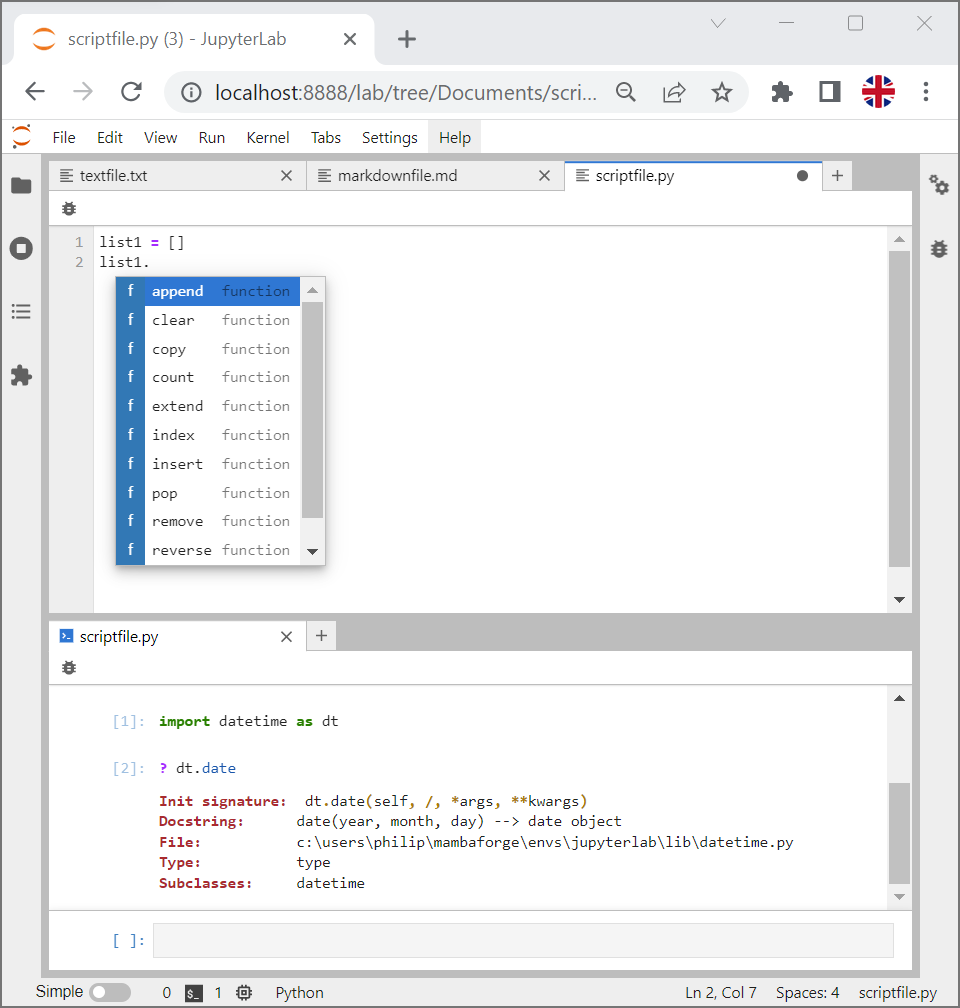 scriptfile.py (3) - JupyterLab
localhost:8888/lab/tree/Documents/scri...
File Edit View Run Kernel Tabs Settings Help
textfile.txt markdownfile.md scriptfile.py
1 list1 = []
2 list1.
f append function
f clear function
f copy function
f count function
f extend function
f index function
f insert function
f pop function
f remove function
f reverse function
scriptfile.py
[1]: import datetime as dt
[2]: ? dt.date
Init signature: dt.date(self, /, *args, **kwargs)
Docstring: date(year, month, day) --> date object
File: c:\users\philip\mambaforge\envs\jupyterlab\lib\datetime.py
Type: type
Subclasses: datetime
[ ]:
Simple 0 1 Python Ln 2, Col 7 Spaces: 4 scriptfile.py